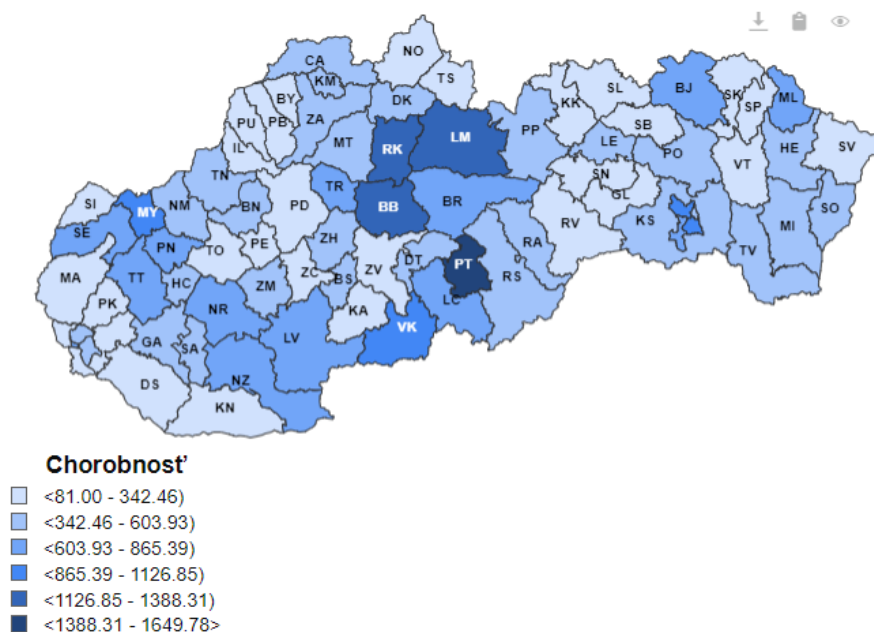 NO
CA
KM
TS
BY
DK
KK
SL
BJ
SK
SP
ML
PU
PB
ZA
MT
RK
LM
PP
SB
LE
PO
HE
SV
IL
VT
TN
TR
SN
GL
SI
MY
NM
BN
PD
BB
BR
RV
KS
MI
SO
SE
PN
TO
PE
ZH
DT
PT
RA
TV
MA
TT
HC
ZM
ZC
BS
ZV
RS
PK
NR
KA
LC
VK
GA
SA
LV
DS
NZ
KN
Chorobnosť
<81.00 - 342.46)
<342.46 - 603.93)
<603.93 - 865.39)
<865.39 - 1126.85)
<1126.85 - 1388.31)
<1388.31 - 1649.78>